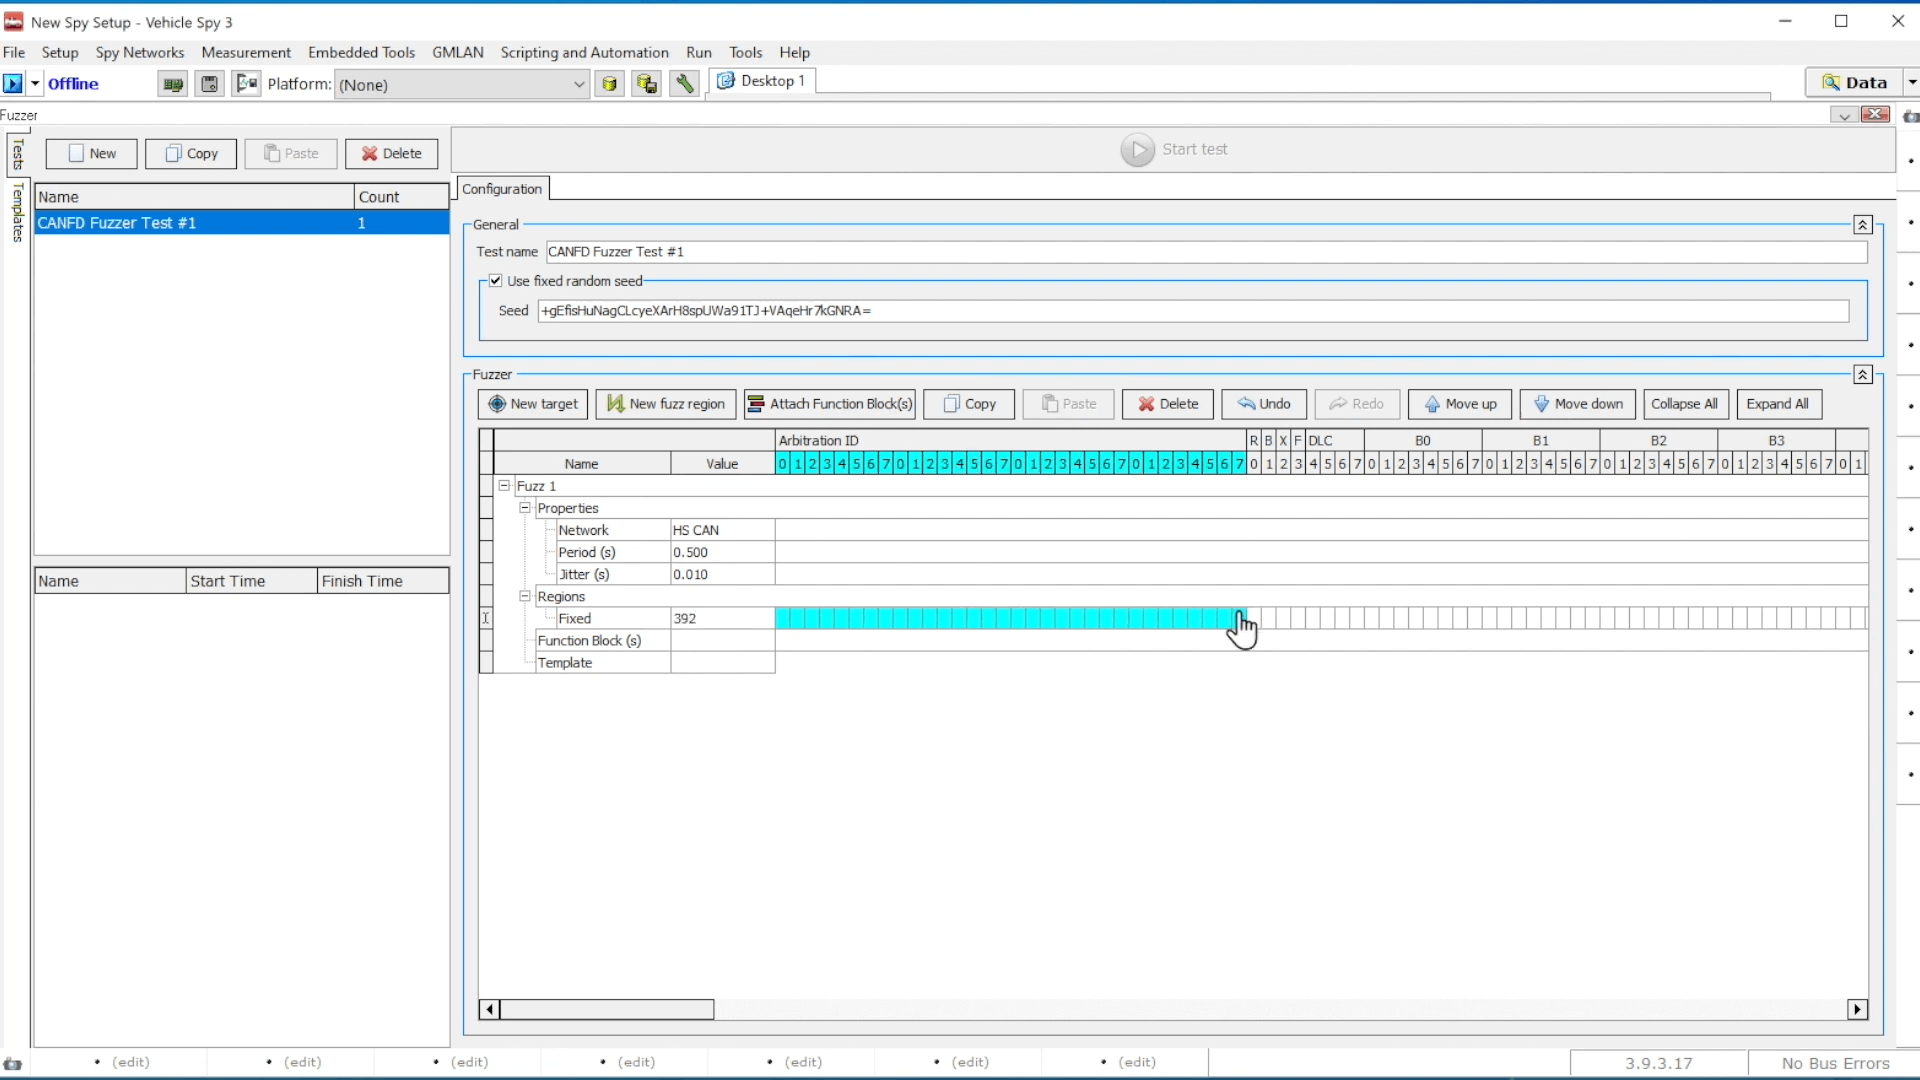 New Spy Setup - Vehicle Spy 3
File Setup Spy Networks Measurement Embedded Tools GMLAN Scripting and Automation Run Tools Help
Offline Platform: (None) Desktop 1 Data
Fuzzer
Tests
Templates
New Copy Paste Delete
Start test
Name Count
CANFD Fuzzer Test #1 1
Name Start Time Finish Time
Configuration
General
Test name CANFD Fuzzer Test #1
Use fixed random seed
Seed +gEfisHuNagCLcyeXArH8spUWa91TJ+VAqeHr7kGNRA=
Fuzzer
New target New fuzz region Attach Function Block(s) Copy Paste Delete Undo Redo Move up Move down Collapse All Expand All
Arbitration ID R B X F DLC B0 B1 B2 B3
Name Value 0 1 2 3 4 5 6 7 0 1 2 3 4 5 6 7 0 1 2 3 4 5 6 7 0 1 2 3 4 5 6 7 0 1 2 3 4 5 6 7 0 1 2 3 4 5 6 7 0 1 2 3 4 5 6 7 0 1 2 3 4 5 6 7 0 1 2 3 4 5 6 7 0 1
Fuzz 1
Properties
Network HS CAN
Period (s) 0.500
Jitter (s) 0.010
Regions
Fixed 392
Function Block (s)
Template
(edit) (edit) (edit) (edit) (edit) (edit) (edit) 3.9.3.17 No Bus Errors